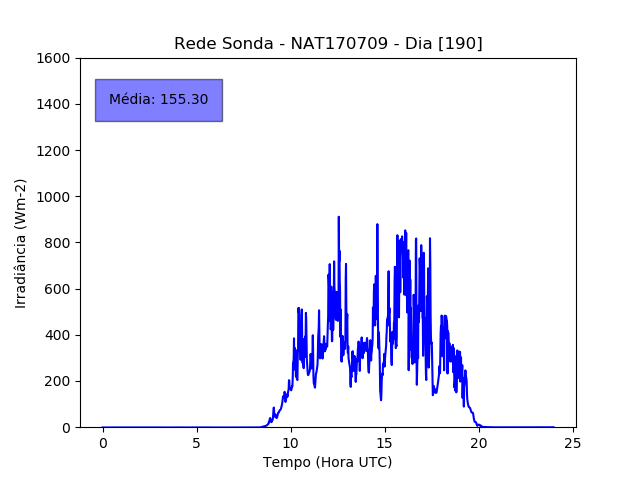 Rede Sonda - NAT170709 - Dia [190]
1600
1400
1200
1000
800
600
400
200
0
Média: 155.30
Irradiância (Wm-2)
0 5 10 15 20 25
Tempo (Hora UTC)